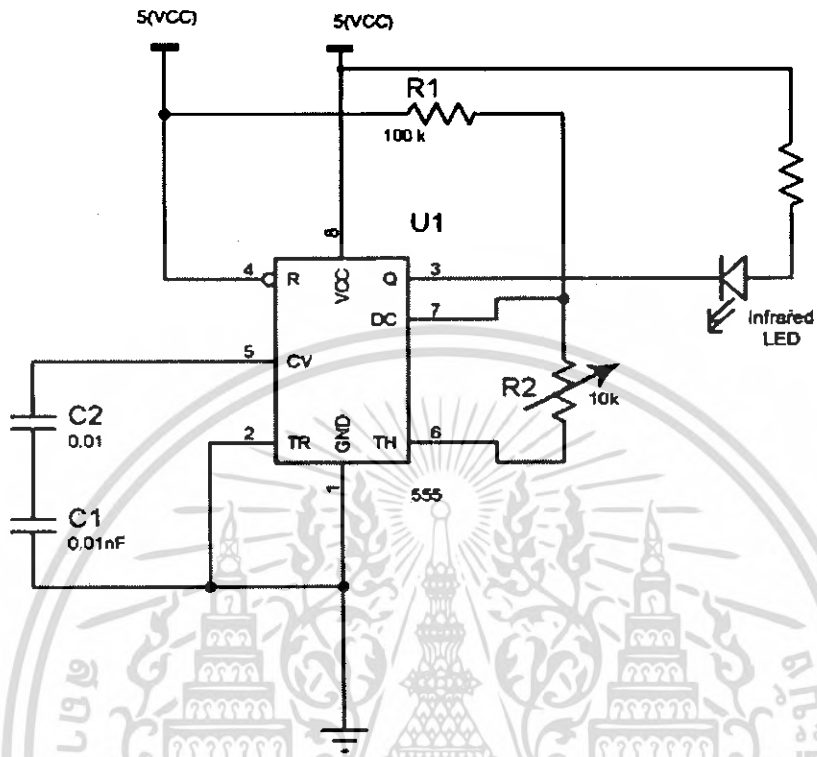 5(VCC)
5(VCC)
R1
100 k
U1
8
4
R
VCC
Q
3
DC
7
Infrared
LED
5
CV
R2
10k
C2
0.01
2
TR
GND
TH
6
1
555
C1
0.01nF